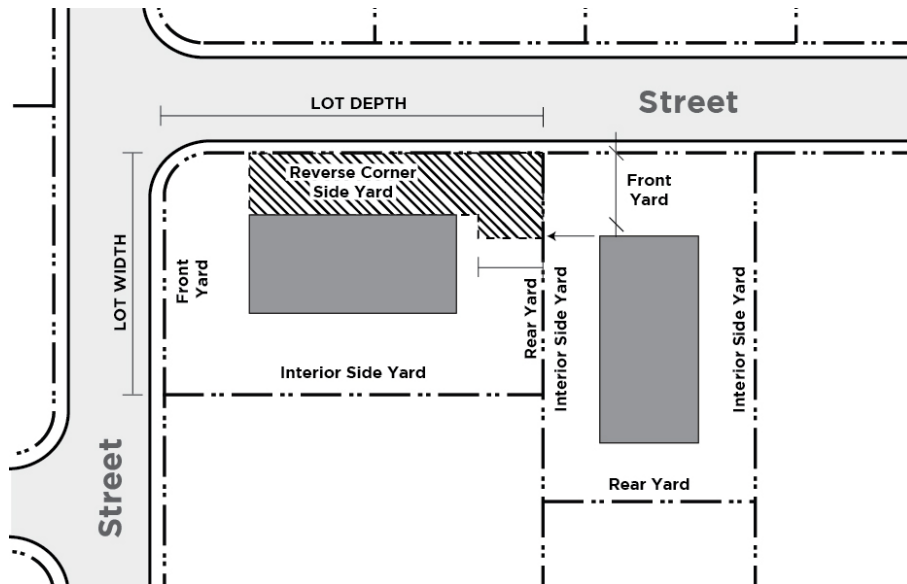 LOT DEPTH
Street
Reverse Corner
Side Yard
Front
Yard
LOT WIDTH
Front
Yard
Rear Yard
Interior Side Yard
Interior Side Yard
Interior Side Yard
Street
Rear Yard